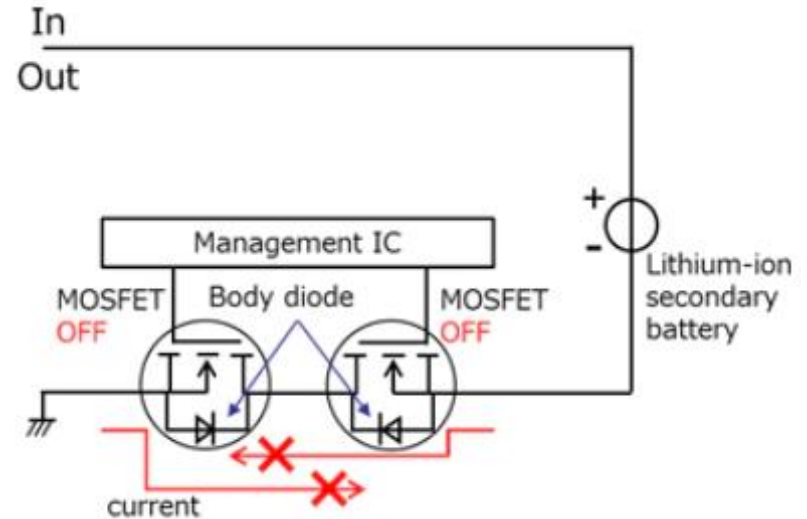 In
Out
Management IC
MOSFET
OFF
Body diode
MOSFET
OFF
+
-
Lithium-ion
secondary
battery
current